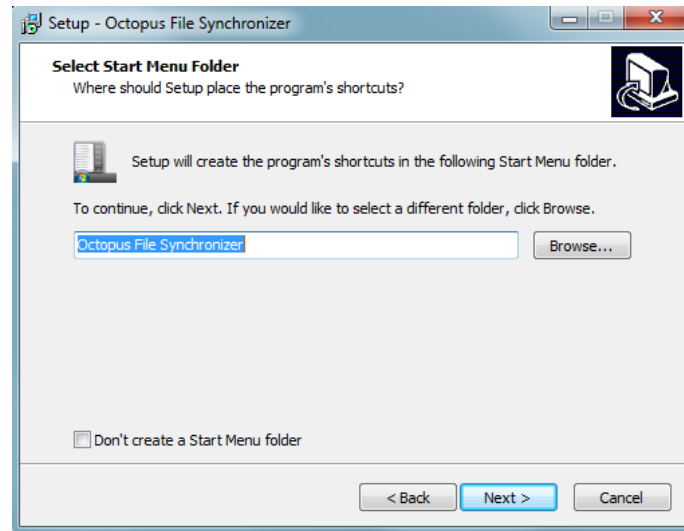 Setup - Octopus File Synchronizer
Select Start Menu Folder
Where should Setup place the program's shortcuts?
Setup will create the program's shortcuts in the following Start Menu folder.
To continue, click Next. If you would like to select a different folder, click Browse.
Octopus File Synchronizer
Browse...
Don't create a Start Menu folder
< Back
Next >
Cancel